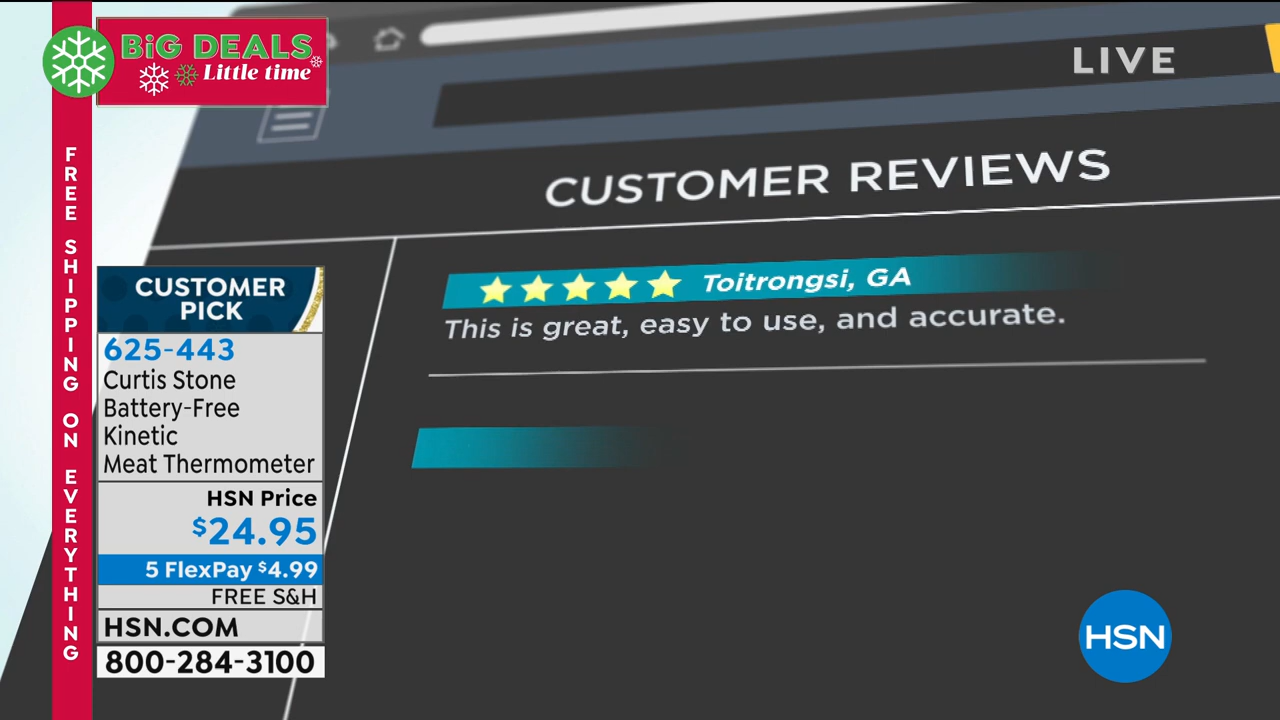 BiG DEALS
Little time
LIVE
FREE SHIPPING ON EVERYTHING
CUSTOMER REVIEWS
Toitrongsi, GA
This is great, easy to use, and accurate.
CUSTOMER
PICK
625-443
Curtis Stone
Battery-Free
Kinetic
Meat Thermometer
HSN Price
$24.95
5 FlexPay $4.99
FREE S&H
HSN.COM
800-284-3100
HSN